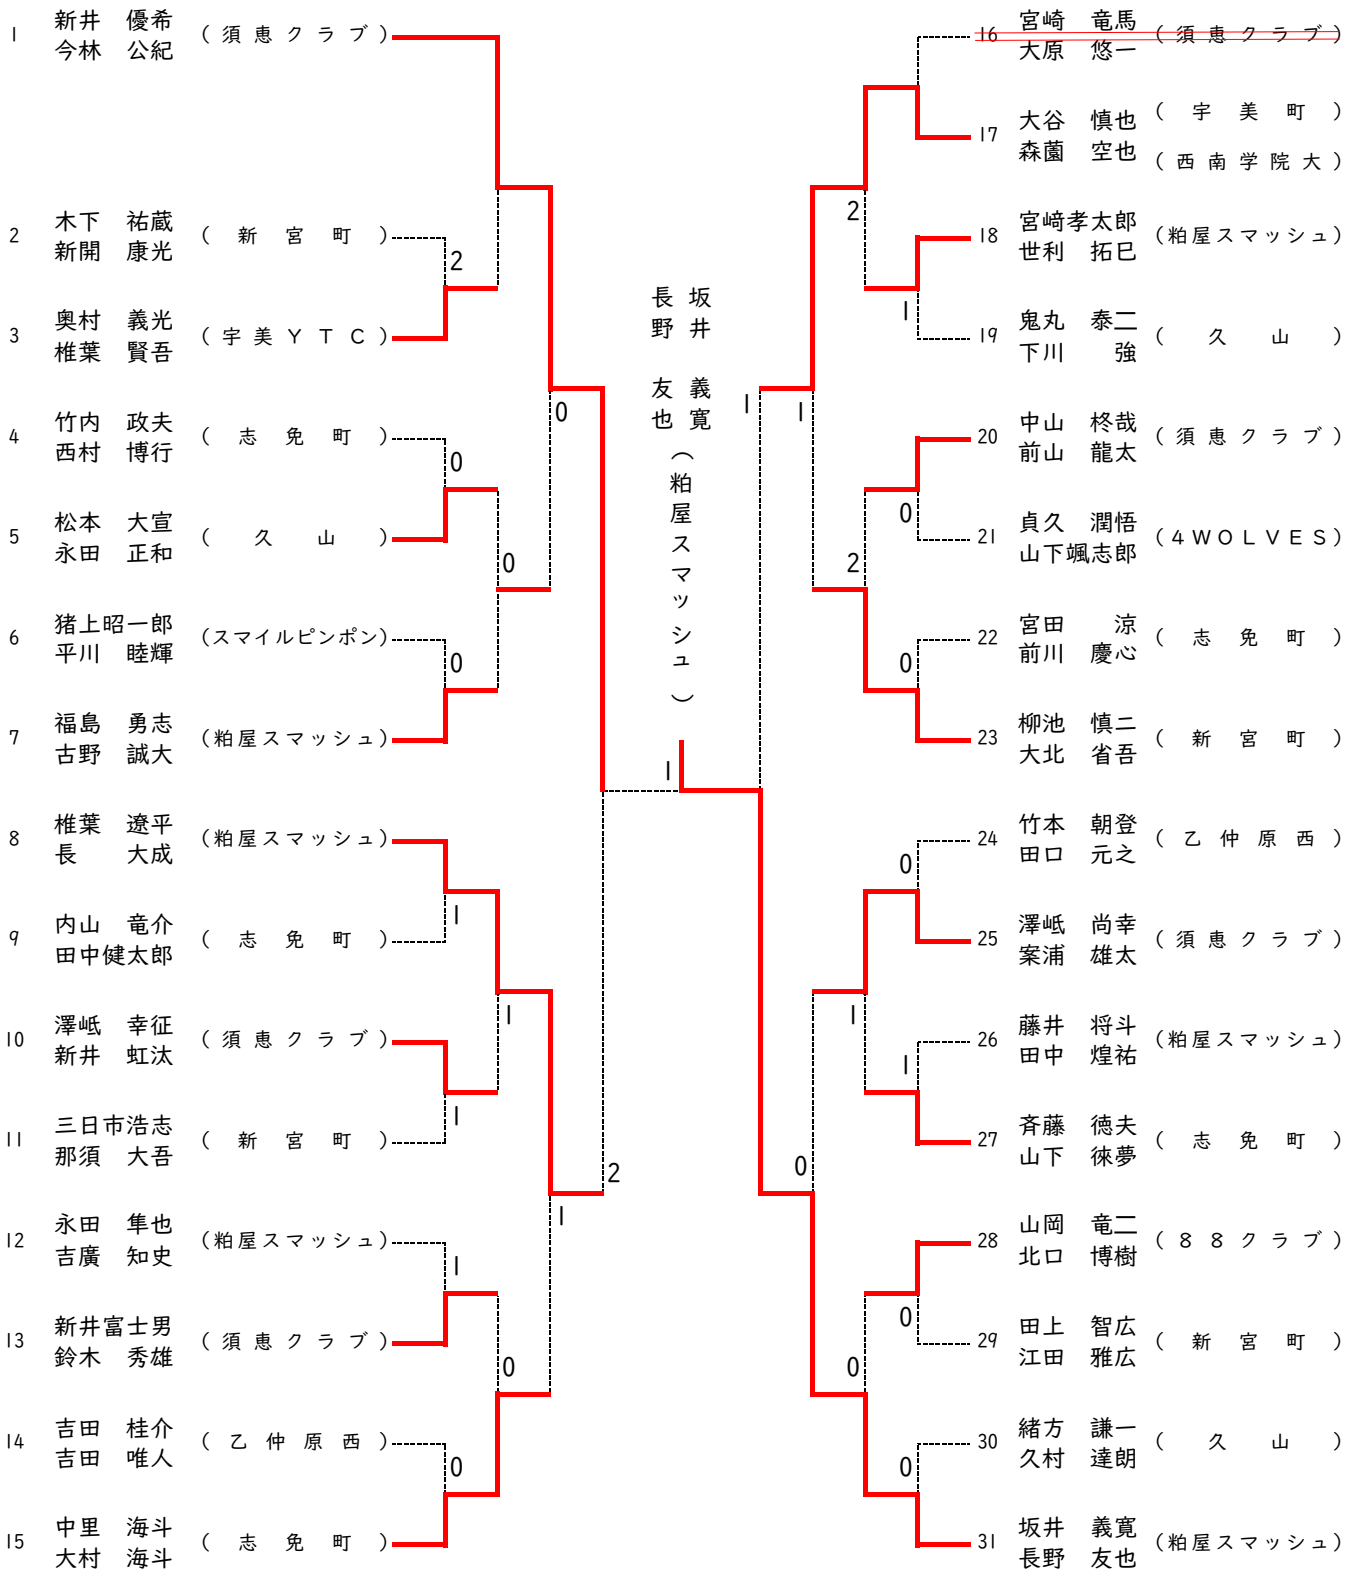 1 新井 優希 (須恵クラブ)
今林 公紀
2 木下 祐蔵 (新宮町)
新開 康光
2
3 奥村 義光 (宇美YTC)
椎葉 賢吾
0
4 竹内 政夫 (志免町)
西村 博行
0
5 松本 大宣 (久山)
永田 正和
0
6 猪上昭一郎 (スマイルピンポン)
平川 睦輝
0
7 福島 勇志 (粕屋スマッシュ)
古野 誠大
8 椎葉 遼平 (粕屋スマッシュ)
長 大成
1
9 内山 竜介 (志免町)
田中健太郎
1
10 澤岻 幸征 (須恵クラブ)
新井 虹汰
1
11 三日市浩志 (新宮町)
那須 大吾
2
1
12 永田 隼也 (粕屋スマッシュ)
吉廣 知史
1
13 新井富士男 (須恵クラブ)
鈴木 秀雄
0
14 吉田 桂介 (乙仲原西)
吉田 唯人
0
15 中里 海斗 (志免町)
大村 海斗
坂井 義寛
長野 友也
(粕屋スマッシュ)
1
1
16 宮崎 竜馬 (須恵クラブ)
大原 悠一
17 大谷 慎也 (宇美町)
森薗 空也 (西南学院大)
2
18 宮﨑孝太郎 (粕屋スマッシュ)
世利 拓巳
1
19 鬼丸 泰二 (久山)
下川 強
1
20 中山 柊哉 (須恵クラブ)
前山 龍太
0
21 貞久 潤悟 (4WOLVES)
山下颯志郎
2
22 宮田 涼 (志免町)
前川 慶心
0
23 柳池 慎二 (新宮町)
大北 省吾
24 竹本 朝登 (乙仲原西)
田口 元之
0
25 澤岻 尚幸 (須恵クラブ)
案浦 雄太
1
26 藤井 将斗 (粕屋スマッシュ)
田中 煌祐
1
27 斉藤 徳夫 (志免町)
山下 徠夢
0
28 山岡 竜二 (88クラブ)
北口 博樹
0
29 田上 智広 (新宮町)
江田 雅広
0
30 緒方 謙一 (久山)
久村 達朗
0
31 坂井 義寛 (粕屋スマッシュ)
長野 友也